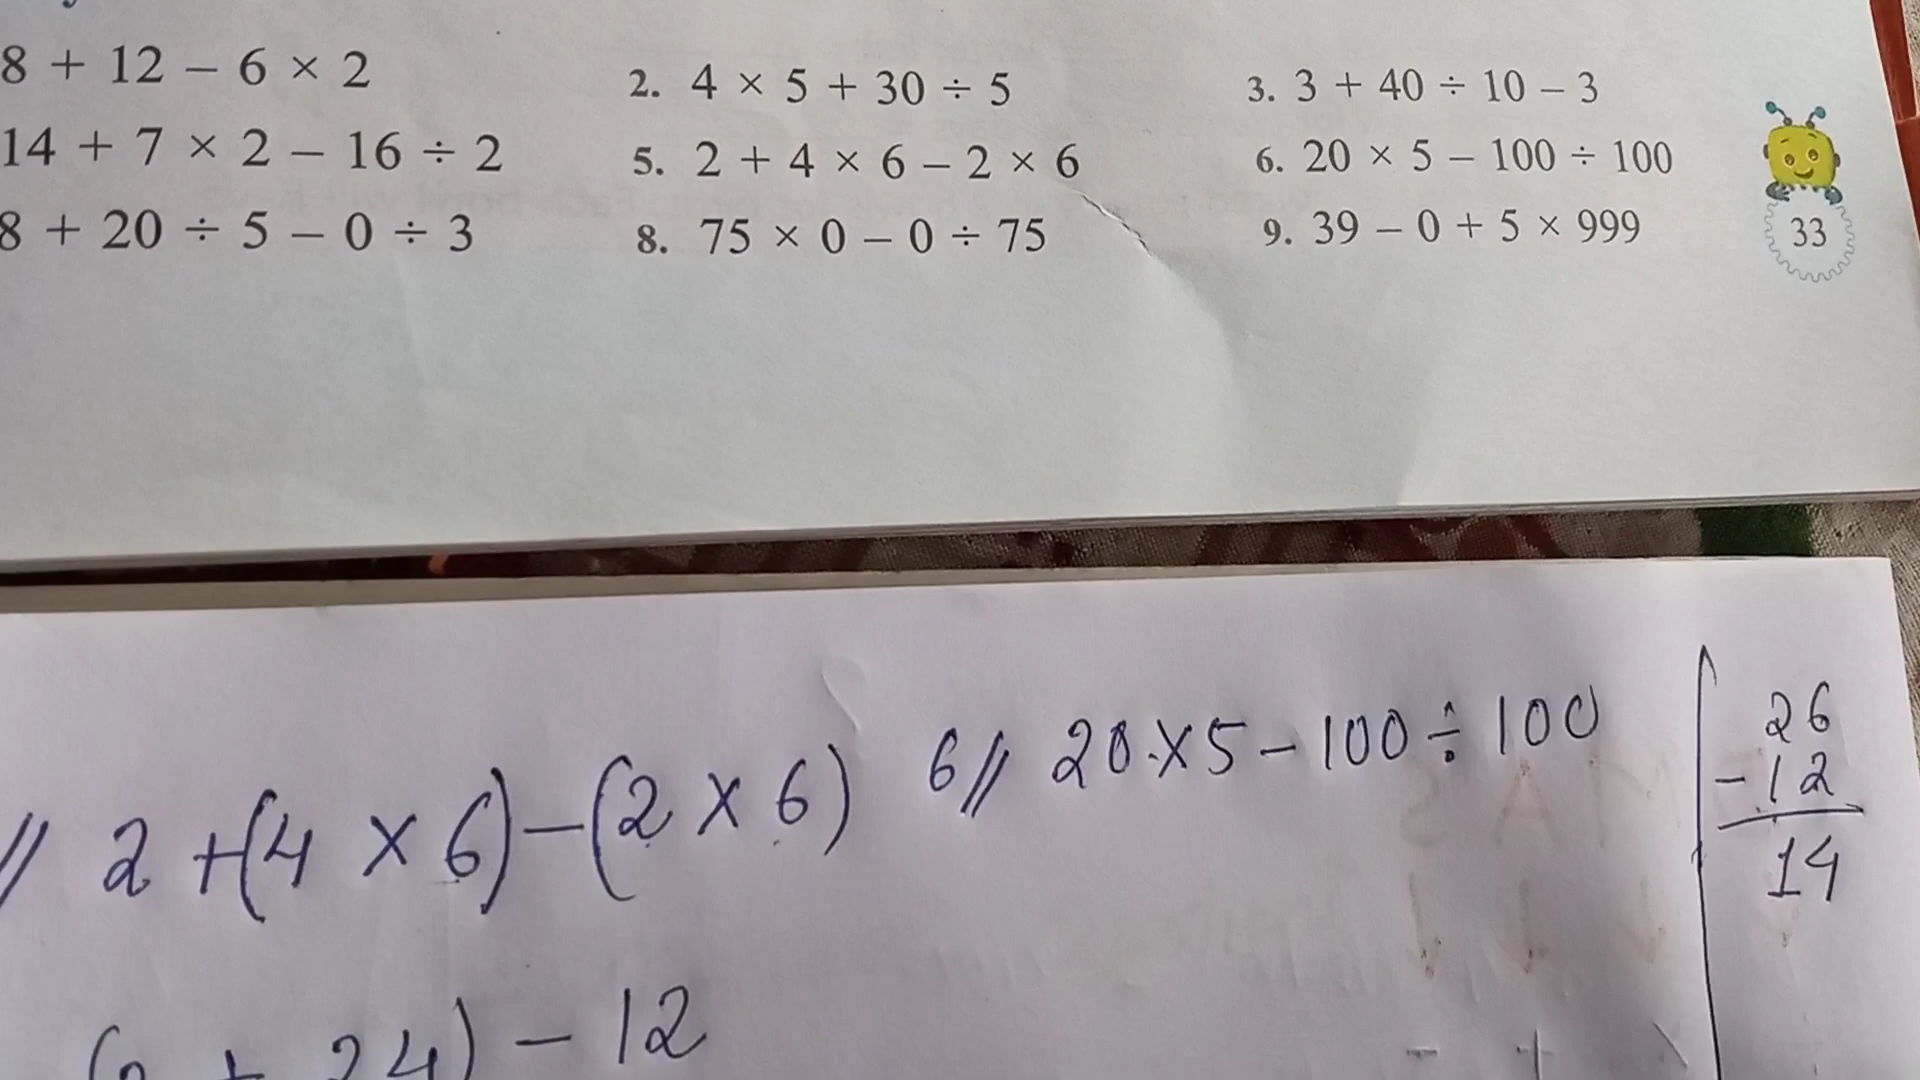 8 + 12 – 6 × 2
2. 4 × 5 + 30 ÷ 5
3. 3 + 40 ÷ 10 – 3
14 + 7 × 2 – 16 ÷ 2
5. 2 + 4 × 6 – 2 × 6
6. 20 × 5 – 100 ÷ 100
8 + 20 ÷ 5 – 0 ÷ 3
8. 75 × 0 – 0 ÷ 75
9. 39 – 0 + 5 × 999
33
// 2 + (4 × 6) – (2 × 6)
6// 20 × 5 – 100 ÷ 100
26
– 12
14
(2 + 24) – 12